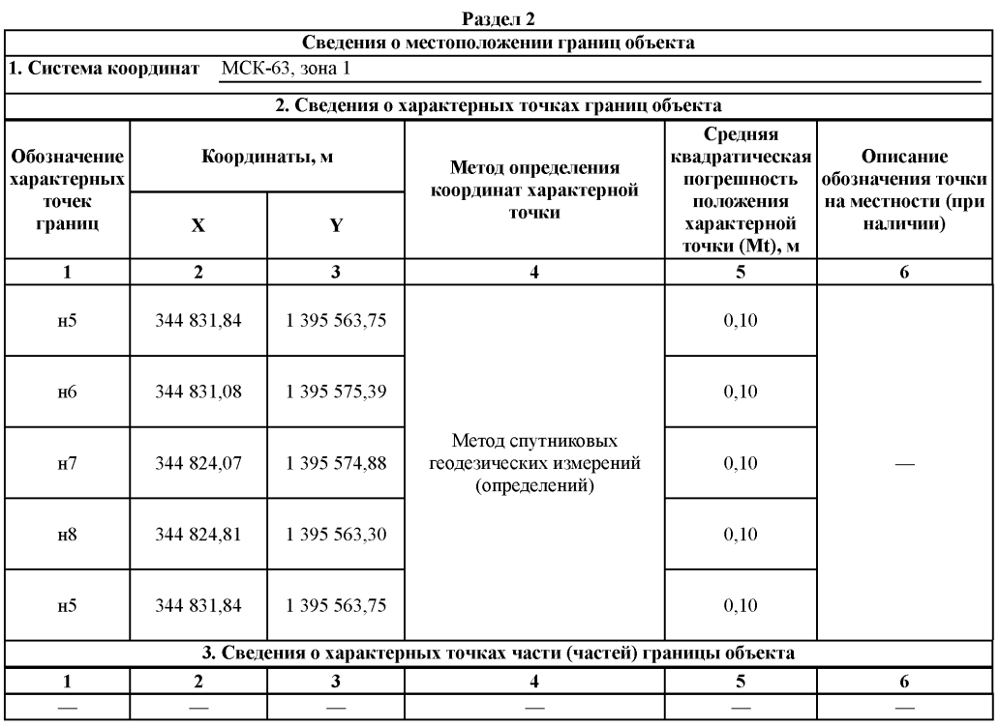 Раздел 2
Сведения о местоположении границ объекта
1. Система координат МСК-63, зона 1
2. Сведения о характерных точках границ объекта
Обозначение
характерных
точек
границ
Координаты, м
X
Y
Метод определения
координат характерной
точки
Средняя
квадратическая
погрешность
положения
характерной
точки (Mt), м
Описание
обозначения точки
на местности (при
наличии)
1 2 3 4 5 6
н5 344 831,84 1 395 563,75 0,10
н6 344 831,08 1 395 575,39 0,10
Метод спутниковых
геодезических измерений
(определений)
н7 344 824,07 1 395 574,88 0,10 —
н8 344 824,81 1 395 563,30 0,10
н5 344 831,84 1 395 563,75 0,10
3. Сведения о характерных точках части (частей) границы объекта
1 2 3 4 5 6
— — — — — —